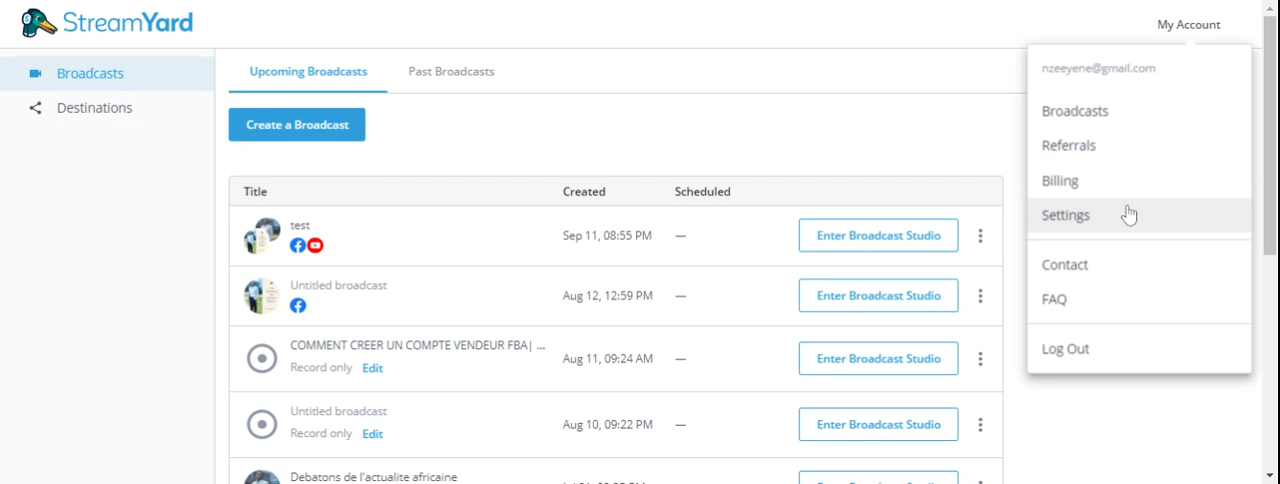 StreamYard
My Account
Broadcasts
Destinations
Upcoming Broadcasts Past Broadcasts
Create a Broadcast
Title Created Scheduled
test
Sep 11, 08:55 PM — Enter Broadcast Studio
Untitled broadcast
Aug 12, 12:59 PM — Enter Broadcast Studio
COMMENT CREER UN COMPTE VENDEUR FBA| ...
Record only Edit
Aug 11, 09:24 AM — Enter Broadcast Studio
Untitled broadcast
Record only Edit
Aug 10, 09:22 PM — Enter Broadcast Studio
Debatons de l'actualite africaine
nzeeyene@gmail.com
Broadcasts
Referrals
Billing
Settings
Contact
FAQ
Log Out